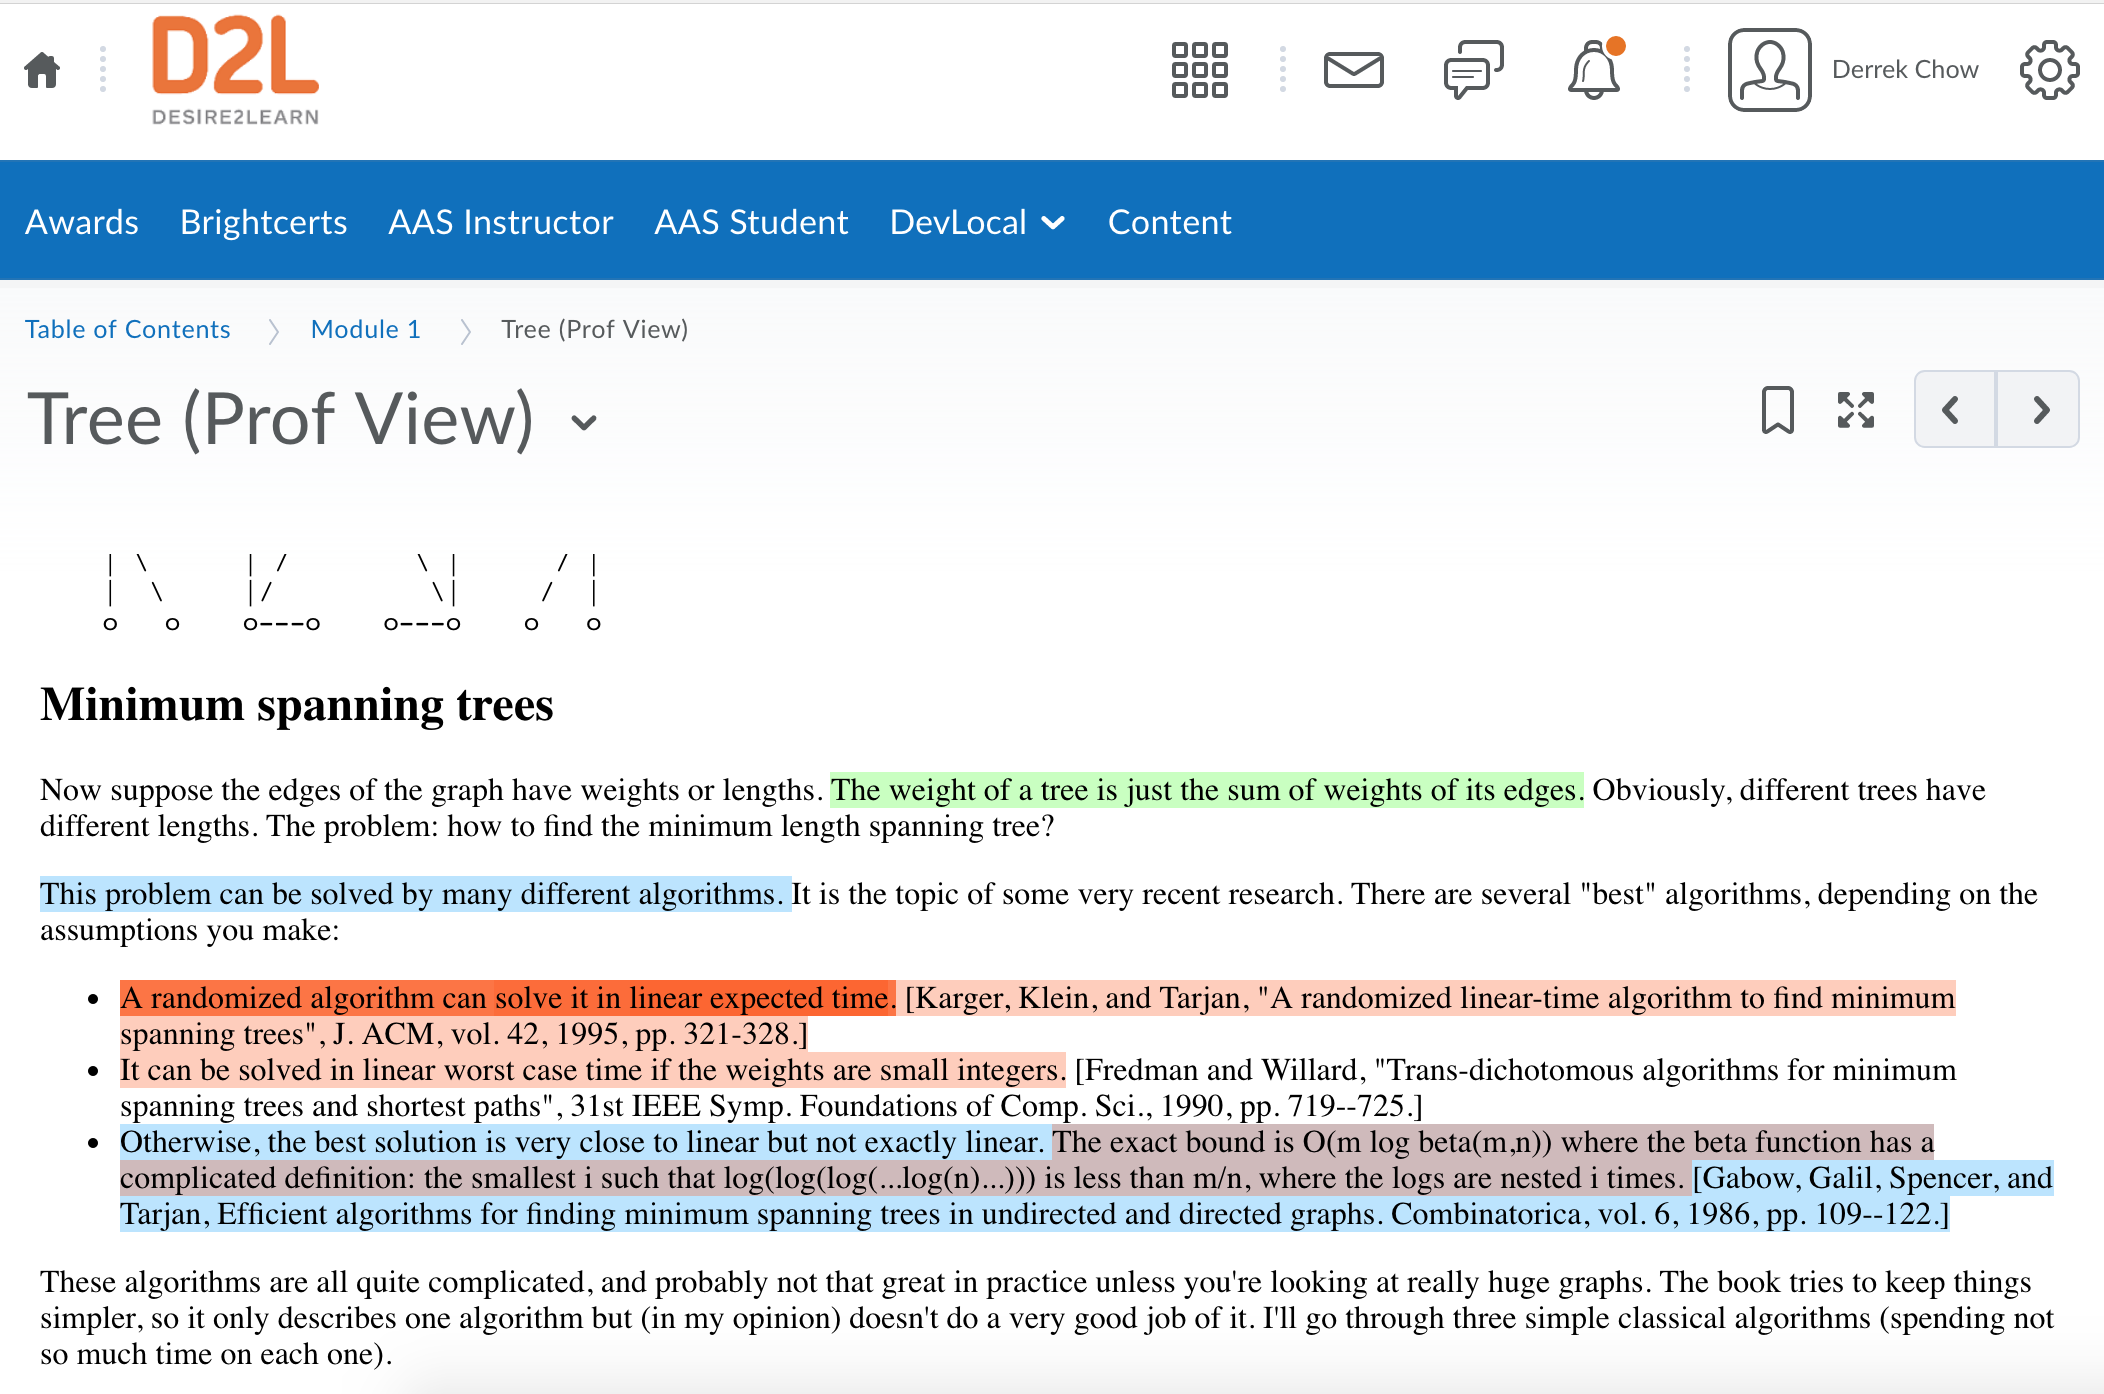 D2L
DESIRE2LEARN
Derrek Chow
Awards Brightcerts AAS Instructor AAS Student DevLocal Content
Table of Contents Module 1 Tree (Prof View)
Tree (Prof View)
| \ | / \ | / |
| \ |/ \| / |
o o o---o o---o o o
Minimum spanning trees
Now suppose the edges of the graph have weights or lengths. The weight of a tree is just the sum of weights of its edges. Obviously, different trees have
different lengths. The problem: how to find the minimum length spanning tree?
This problem can be solved by many different algorithms. It is the topic of some very recent research. There are several "best" algorithms, depending on the
assumptions you make:
• A randomized algorithm can solve it in linear expected time. [Karger, Klein, and Tarjan, "A randomized linear-time algorithm to find minimum
spanning trees", J. ACM, vol. 42, 1995, pp. 321-328.]
• It can be solved in linear worst case time if the weights are small integers. [Fredman and Willard, "Trans-dichotomous algorithms for minimum
spanning trees and shortest paths", 31st IEEE Symp. Foundations of Comp. Sci., 1990, pp. 719--725.]
• Otherwise, the best solution is very close to linear but not exactly linear. The exact bound is O(m log beta(m,n)) where the beta function has a
complicated definition: the smallest i such that log(log(log(...log(n)...))) is less than m/n, where the logs are nested i times. [Gabow, Galil, Spencer, and
Tarjan, Efficient algorithms for finding minimum spanning trees in undirected and directed graphs. Combinatorica, vol. 6, 1986, pp. 109--122.]
These algorithms are all quite complicated, and probably not that great in practice unless you're looking at really huge graphs. The book tries to keep things
simpler, so it only describes one algorithm but (in my opinion) doesn't do a very good job of it. I'll go through three simple classical algorithms (spending not
so much time on each one).